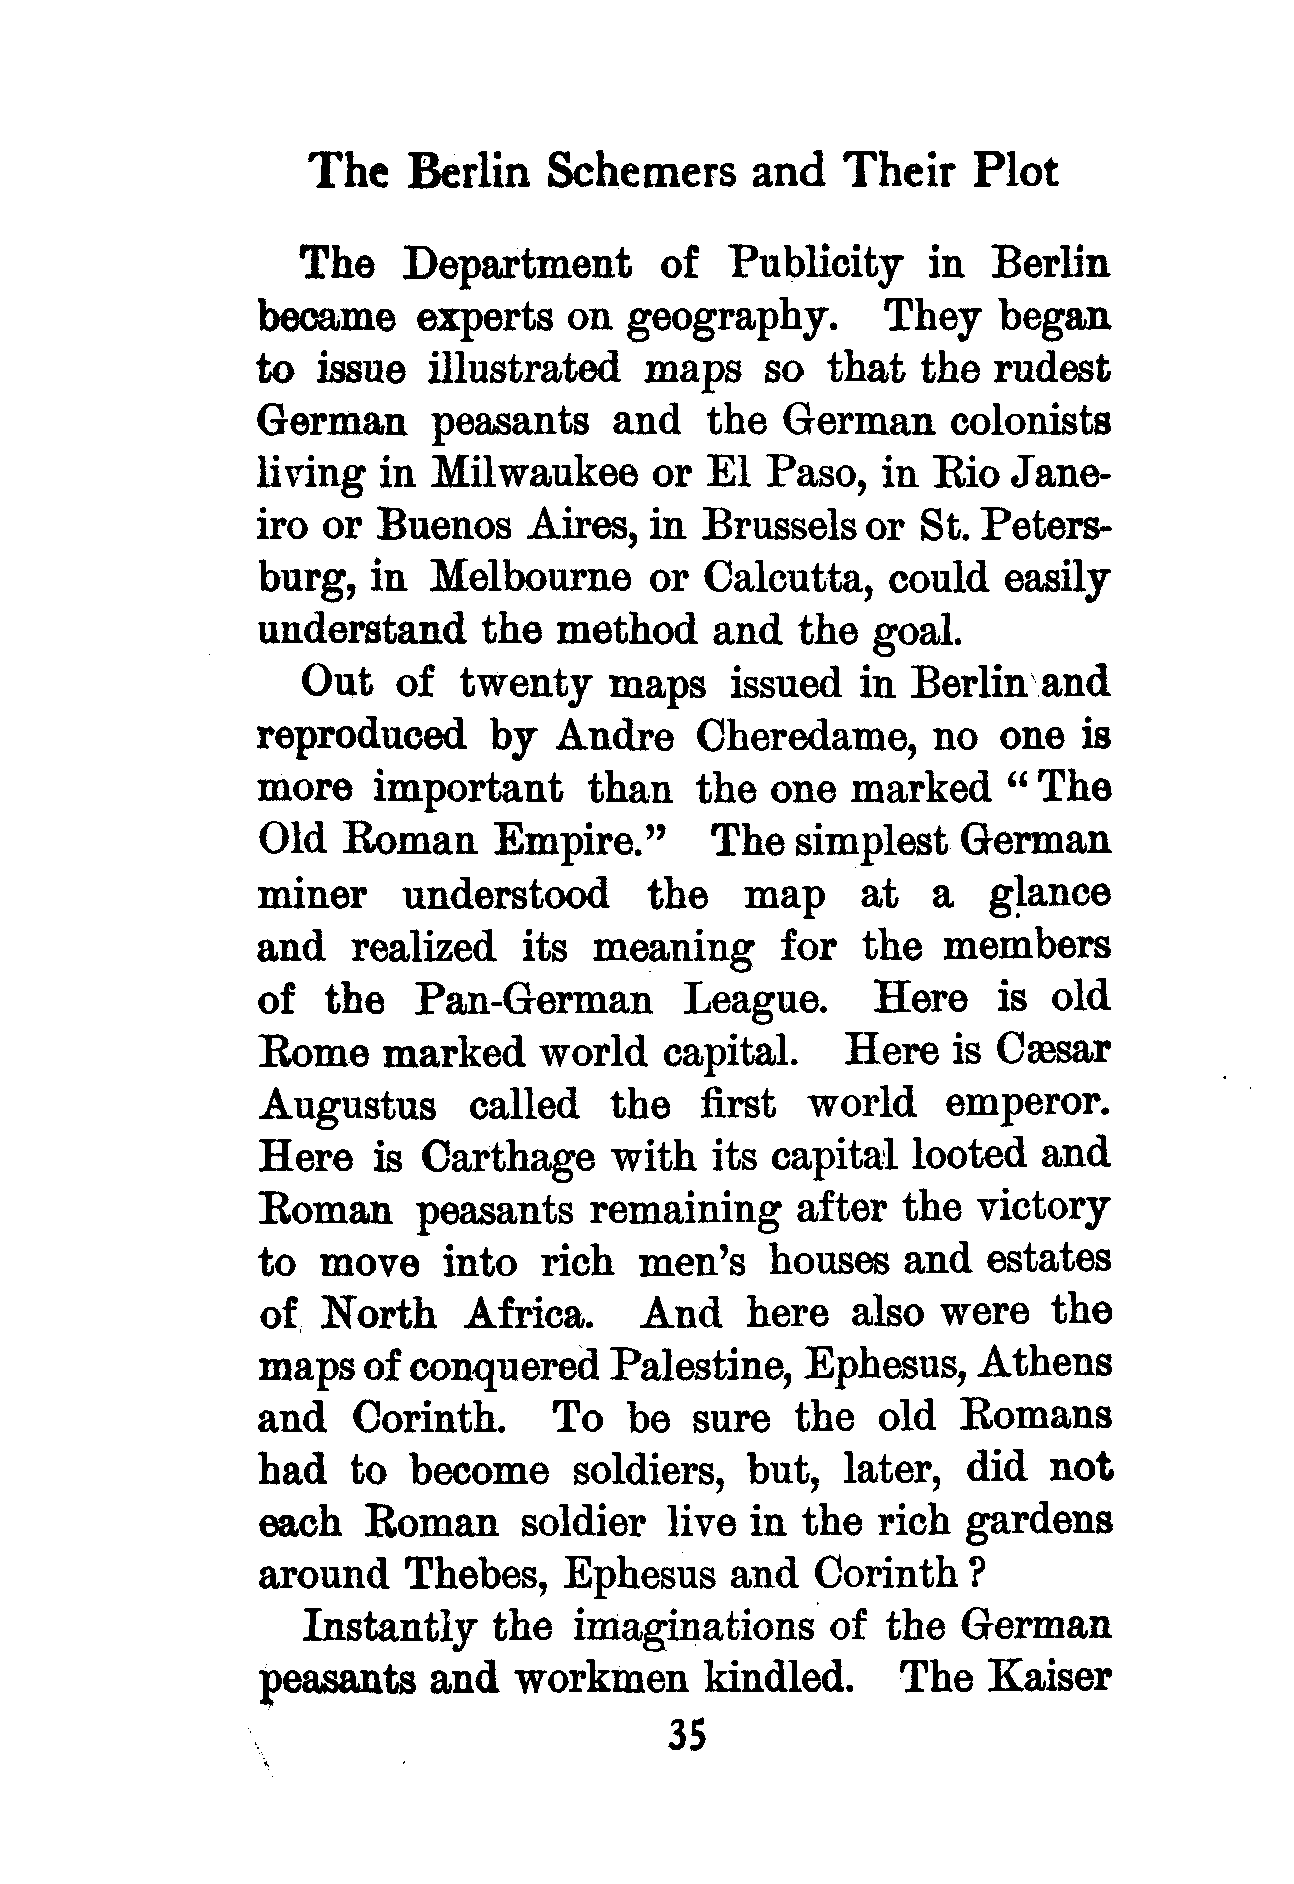 The Berlin Schemers and Their Plot
The Department of Publicity in Berlin
became experts on geography. They began
to issue illustrated maps so that the rudest
German peasants and the German colonists
living in Milwaukee or El Paso, in Rio Jane-
iro or Buenos Aires, in Brussels or St. Peters-
burg, in Melbourne or Calcutta, could easily
understand the method and the goal.
Out of twenty maps issued in Berlin and
reproduced by Andre Cheredame, no one is
more important than the one marked “The
Old Roman Empire.” The simplest German
miner understood the map at a glance
and realized its meaning for the members
of the Pan-German League. Here is old
Rome marked world capital. Here is Cæsar
Augustus called the first world emperor.
Here is Carthage with its capital looted and
Roman peasants remaining after the victory
to move into rich men’s houses and estates
of North Africa. And here also were the
maps of conquered Palestine, Ephesus, Athens
and Corinth. To be sure the old Romans
had to become soldiers, but, later, did not
each Roman soldier live in the rich gardens
around Thebes, Ephesus and Corinth?
Instantly the imaginations of the German
peasants and workmen kindled. The Kaiser
35